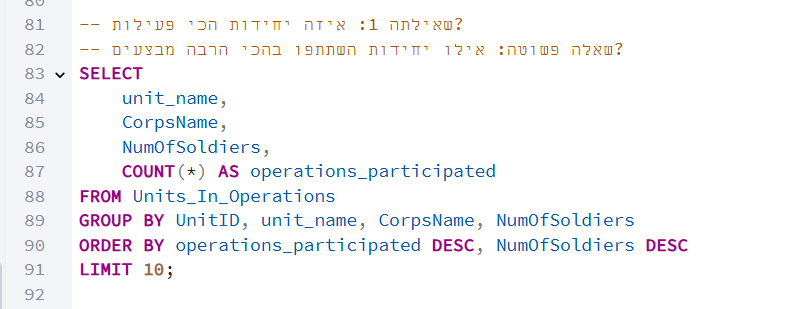 80
81 -- שאילתה 1: איזה יחידות הכי פעילות?
82 -- שאלה פשוטה: אילו יחידות השתתפו בהכי הרבה מבצעים?
83 SELECT
84 unit_name,
85 CorpsName,
86 NumOfSoldiers,
87 COUNT(*) AS operations_participated
88 FROM Units_In_Operations
89 GROUP BY UnitID, unit_name, CorpsName, NumOfSoldiers
90 ORDER BY operations_participated DESC, NumOfSoldiers DESC
91 LIMIT 10;
92